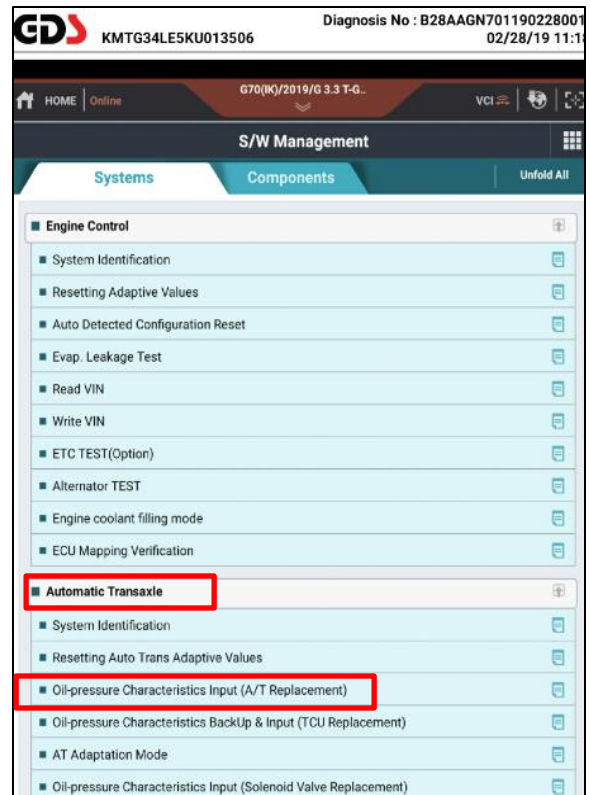 GDS
KMTG34LE5KU013506
Diagnosis No : B28AAGN701190228001
02/28/19 11:1
HOME Online
G70(IK)/2019/G 3.3 T-G..
VCI
S/W Management
Systems
Components
Unfold All
Engine Control
System Identification
Resetting Adaptive Values
Auto Detected Configuration Reset
Evap. Leakage Test
Read VIN
Write VIN
ETC TEST(Option)
Alternator TEST
Engine coolant filling mode
ECU Mapping Verification
Automatic Transaxle
System Identification
Resetting Auto Trans Adaptive Values
Oil-pressure Characteristics Input (A/T Replacement)
Oil-pressure Characteristics BackUp & Input (TCU Replacement)
AT Adaptation Mode
Oil-pressure Characteristics Input (Solenoid Valve Replacement)